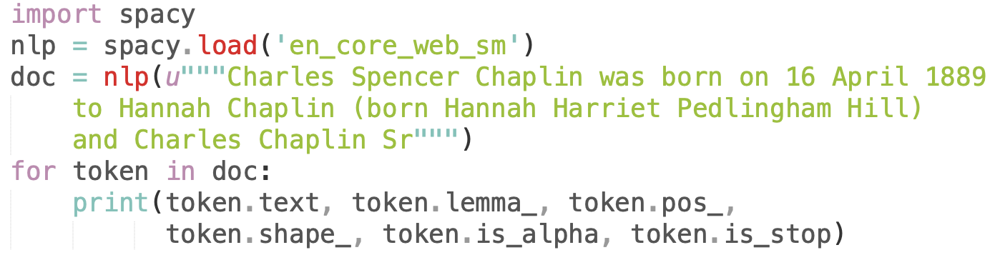 import spacy
nlp = spacy.load('en_core_web_sm')
doc = nlp(u"""Charles Spencer Chaplin was born on 16 April 1889
    to Hannah Chaplin (born Hannah Harriet Pedlingham Hill)
    and Charles Chaplin Sr""")
for token in doc:
    print(token.text, token.lemma_, token.pos_,
          token.shape_, token.is_alpha, token.is_stop)